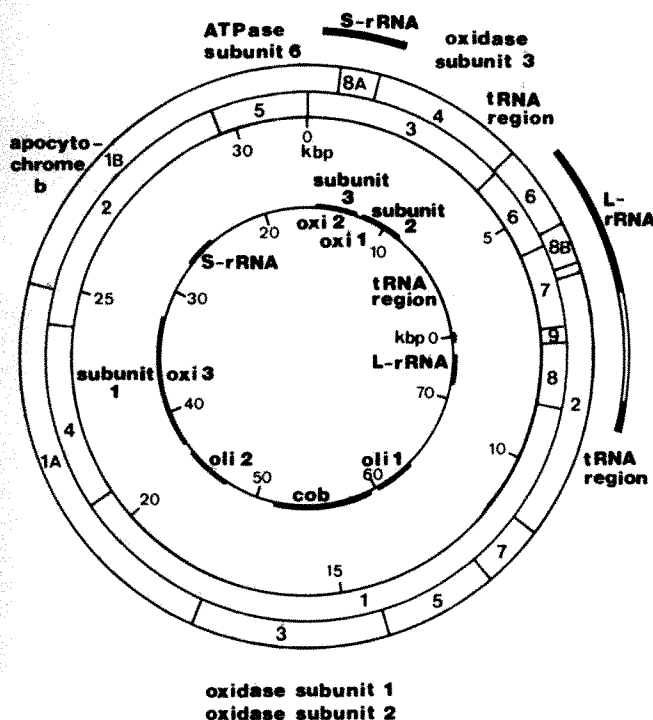 S-rRNA
ATPase
subunit 6
oxidase
subunit 3
8A
4
tRNA
region
5
0
kbp
3
30
apocyto-
chrome
b
1B
2
6
6
L-
rRNA
8B
5
7
9
8
2
subunit
3
oxi 2
subunit
2
oxi 1
10
20
S-rRNA
tRNA
region
25
30
kbp 0
L-rRNA
70
subunit
1
oxi 3
40
4
1A
oli 2
50
cob
60
oli 1
10
tRNA
region
20
7
15
1
5
3
oxidase subunit 1
oxidase subunit 2